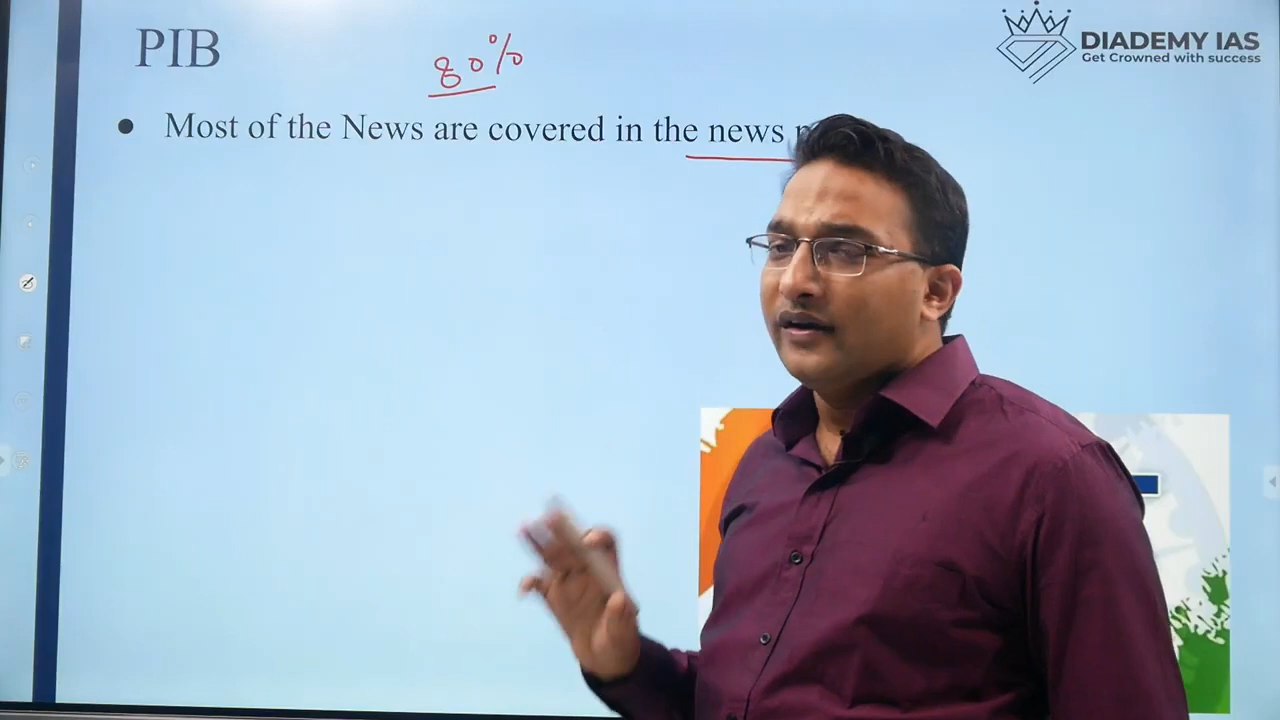 PIB
80%
DIADEMY IAS
Get Crowned with success
• Most of the News are covered in the news